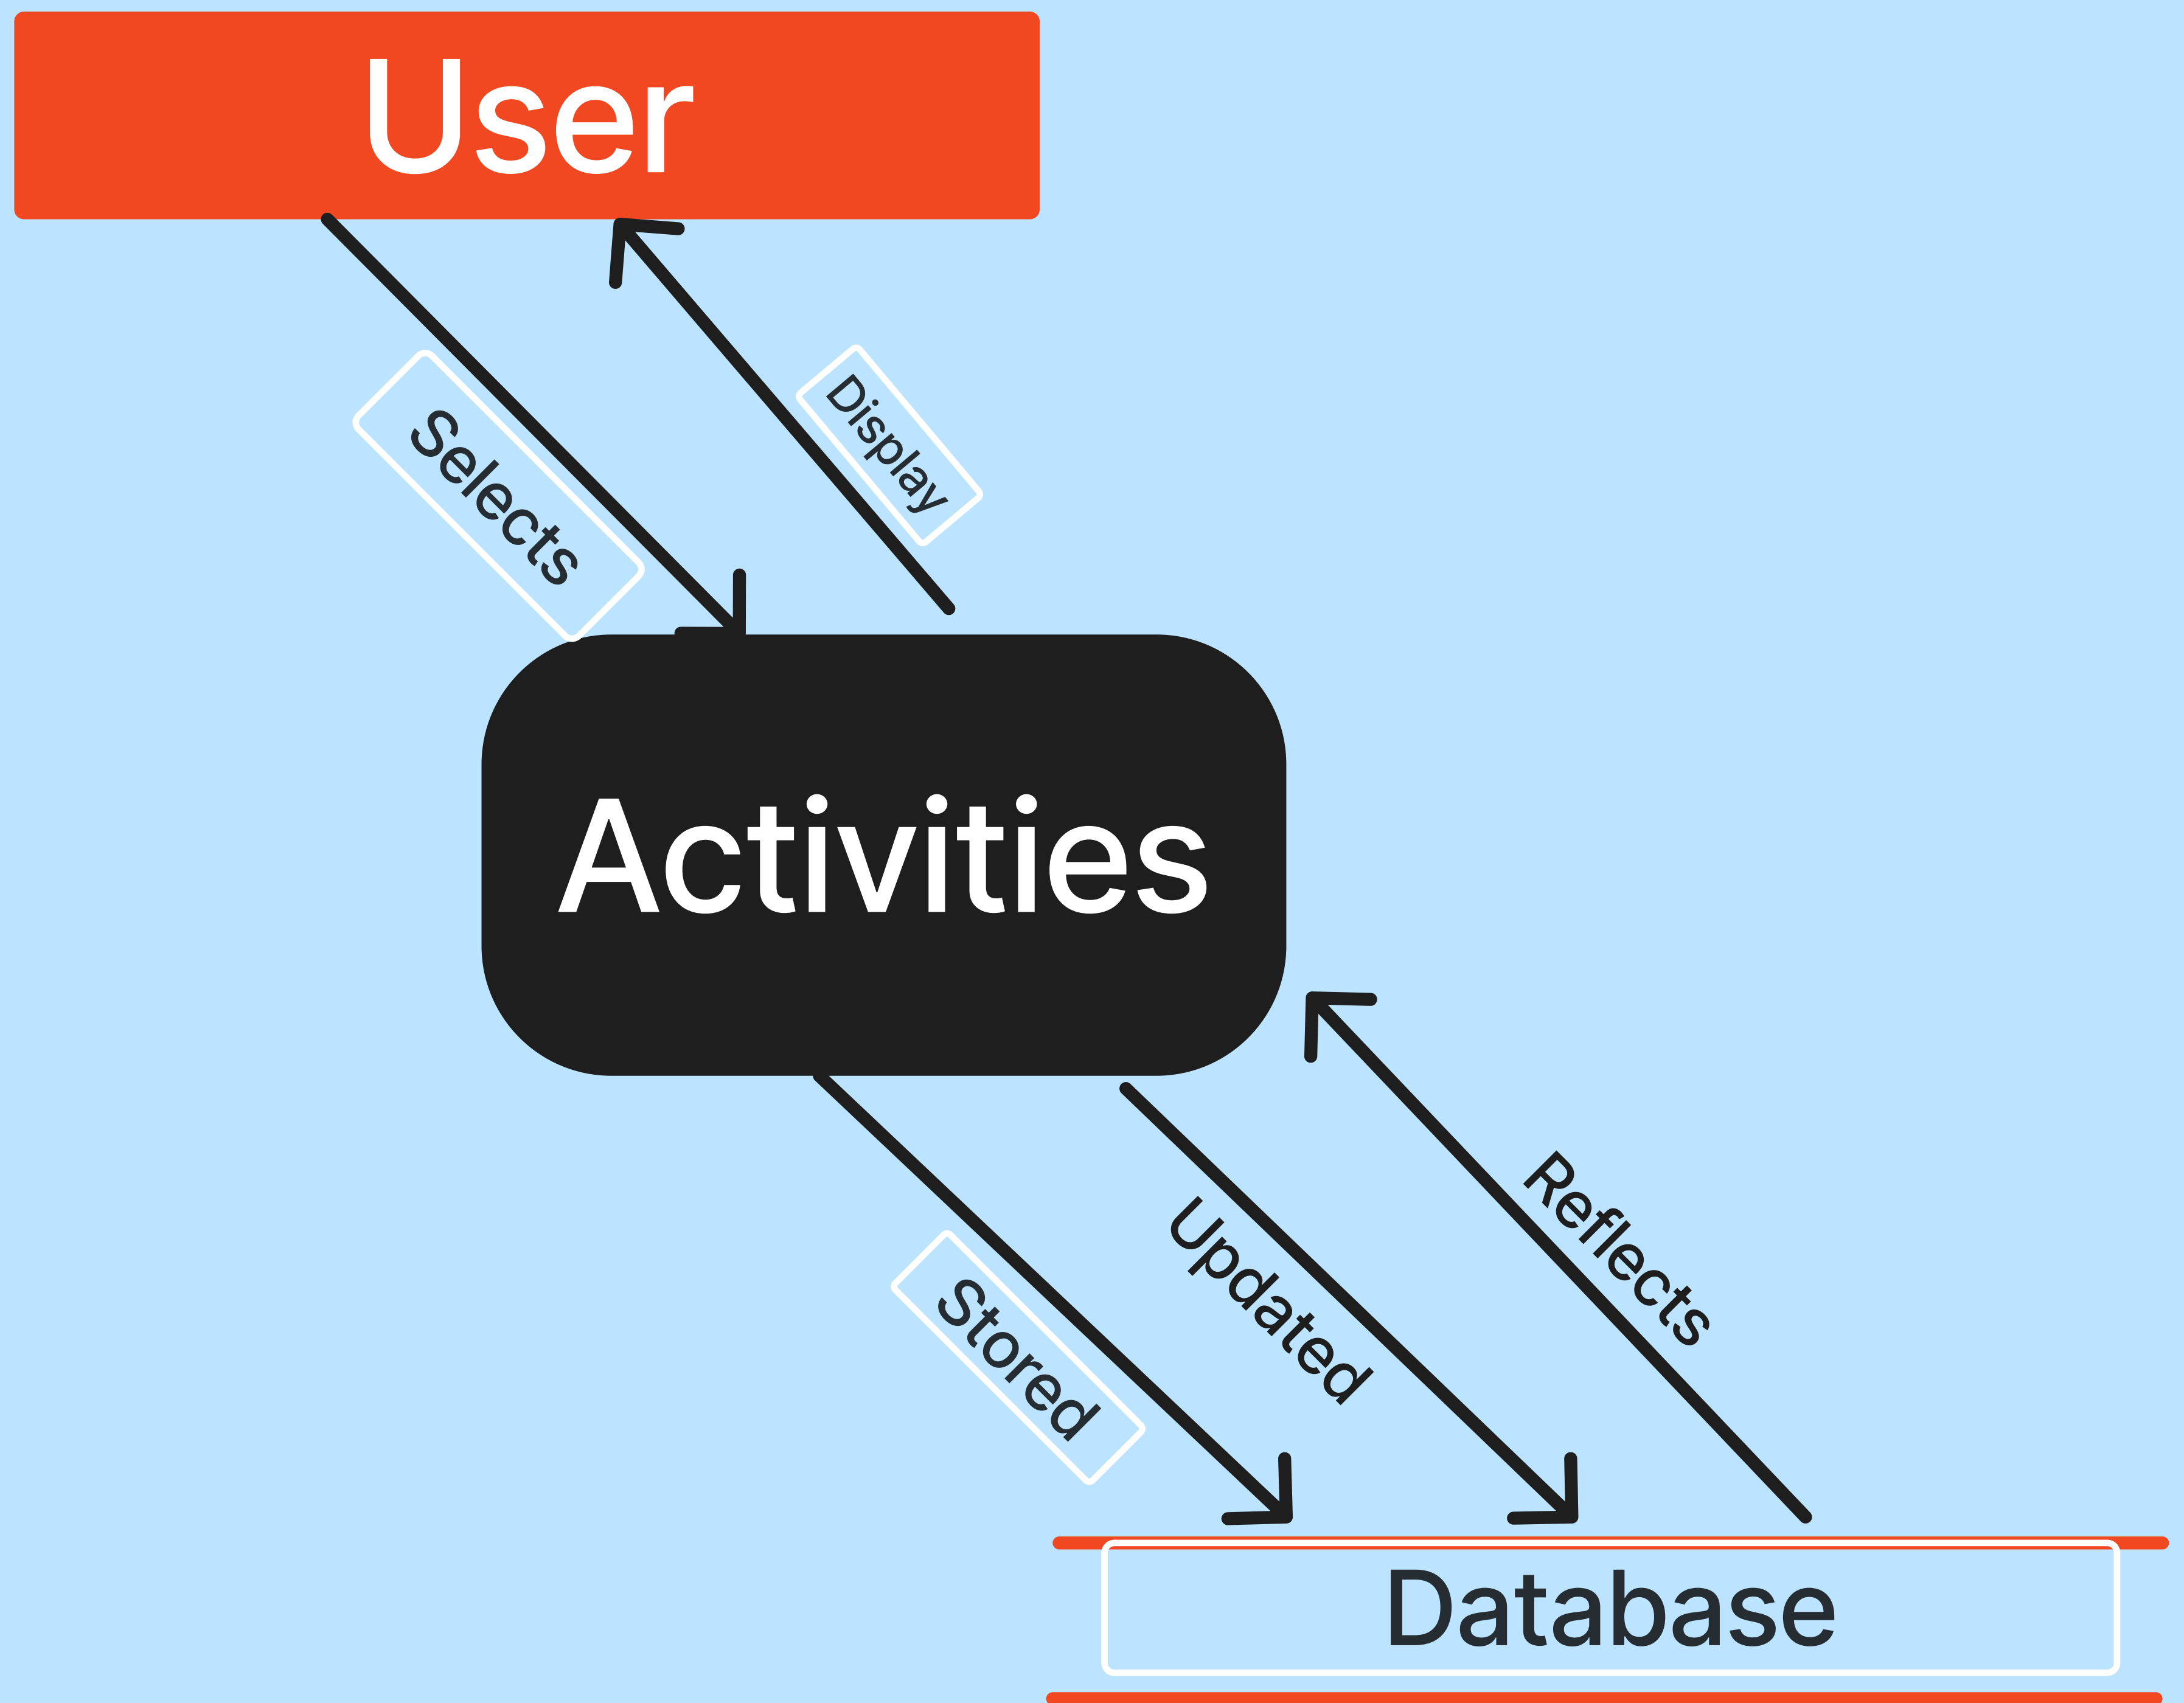 User
Selects
Display
Activities
Stored
Updated
Reflects
Database